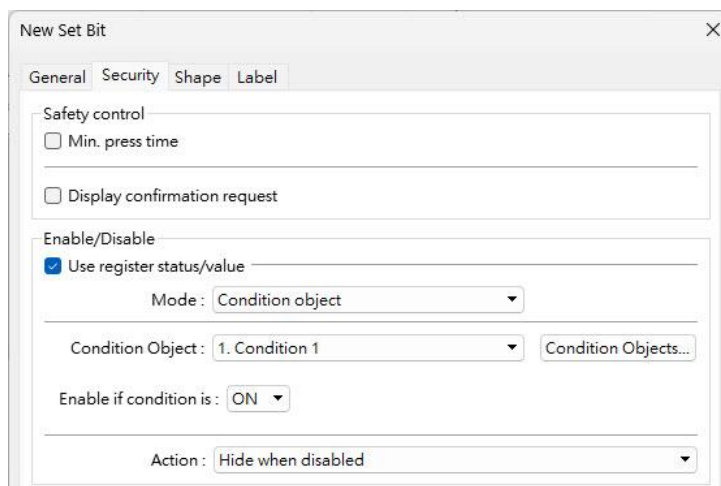 New Set Bit
General Security Shape Label
Safety control
Min. press time
Display confirmation request
Enable/Disable
Use register status/value
Mode : Condition object
Condition Object : 1. Condition 1 Condition Objects...
Enable if condition is : ON
Action : Hide when disabled